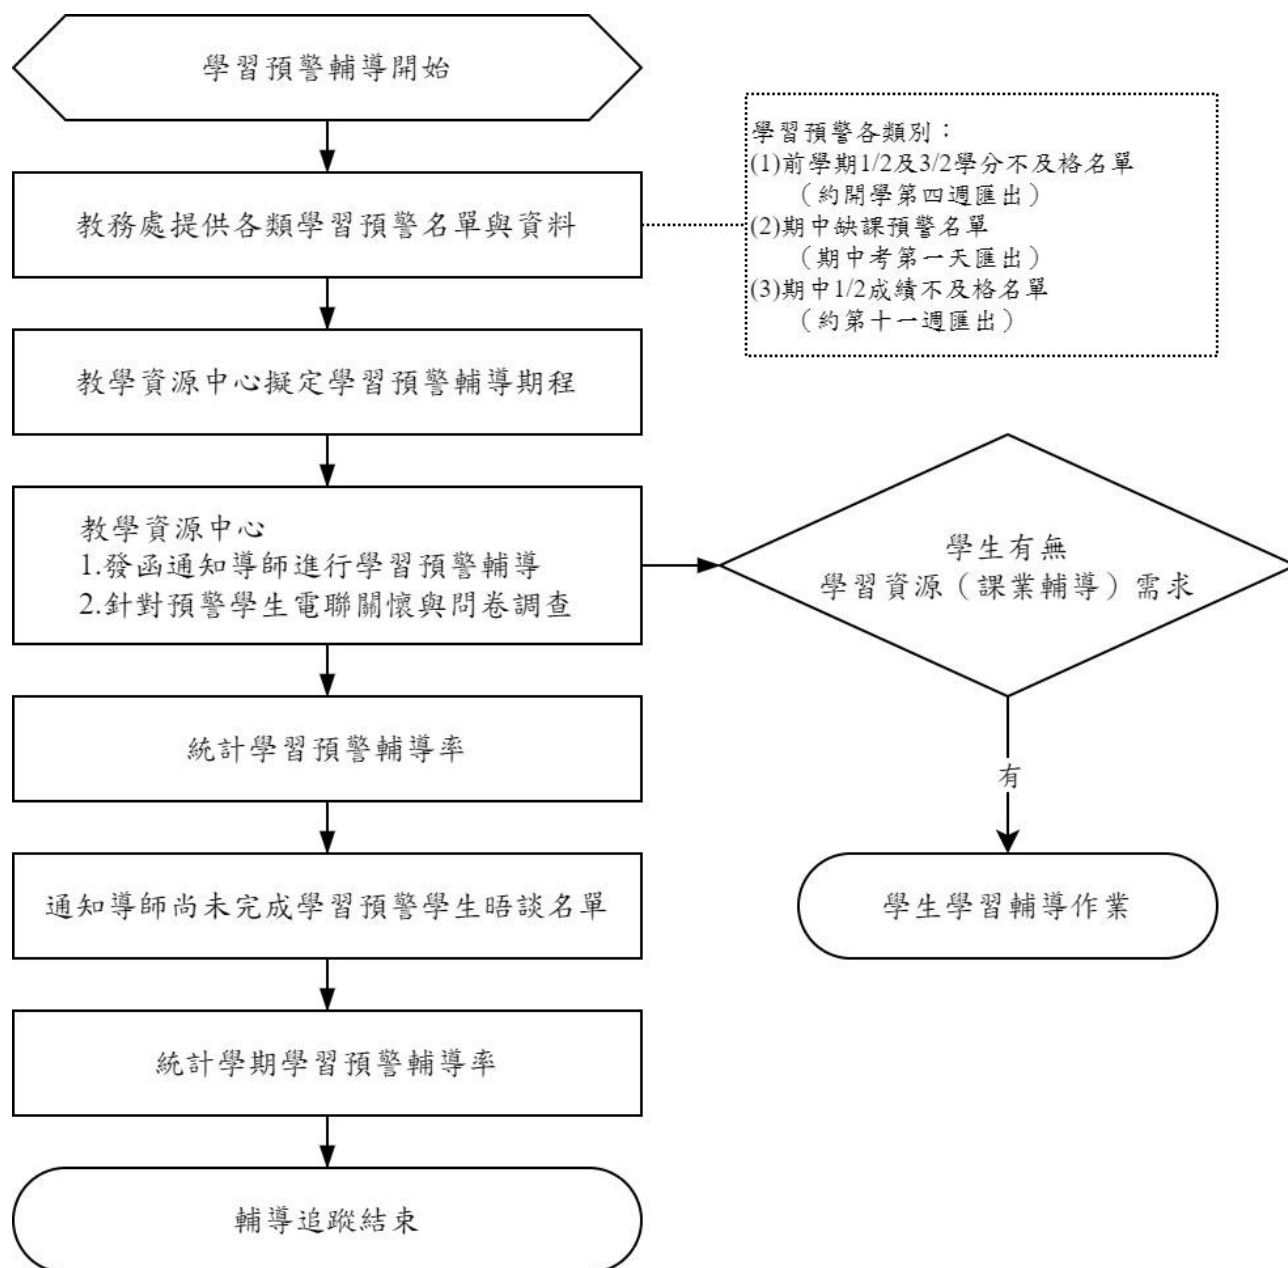 學習預警輔導開始
教務處提供各類學習預警名單與資料
學習預警各類別：
(1)前學期1/2及3/2學分不及格名單
（約開學第四週匯出）
(2)期中缺課預警名單
（期中考第一天匯出）
(3)期中1/2成績不及格名單
（約第十一週匯出）
教學資源中心擬定學習預警輔導期程
教學資源中心
1.發函通知導師進行學習預警輔導
2.針對預警學生電聯關懷與問卷調查
學生有無
學習資源（課業輔導）需求
有
學生學習輔導作業
統計學習預警輔導率
通知導師尚未完成學習預警學生晤談名單
統計學期學習預警輔導率
輔導追蹤結束